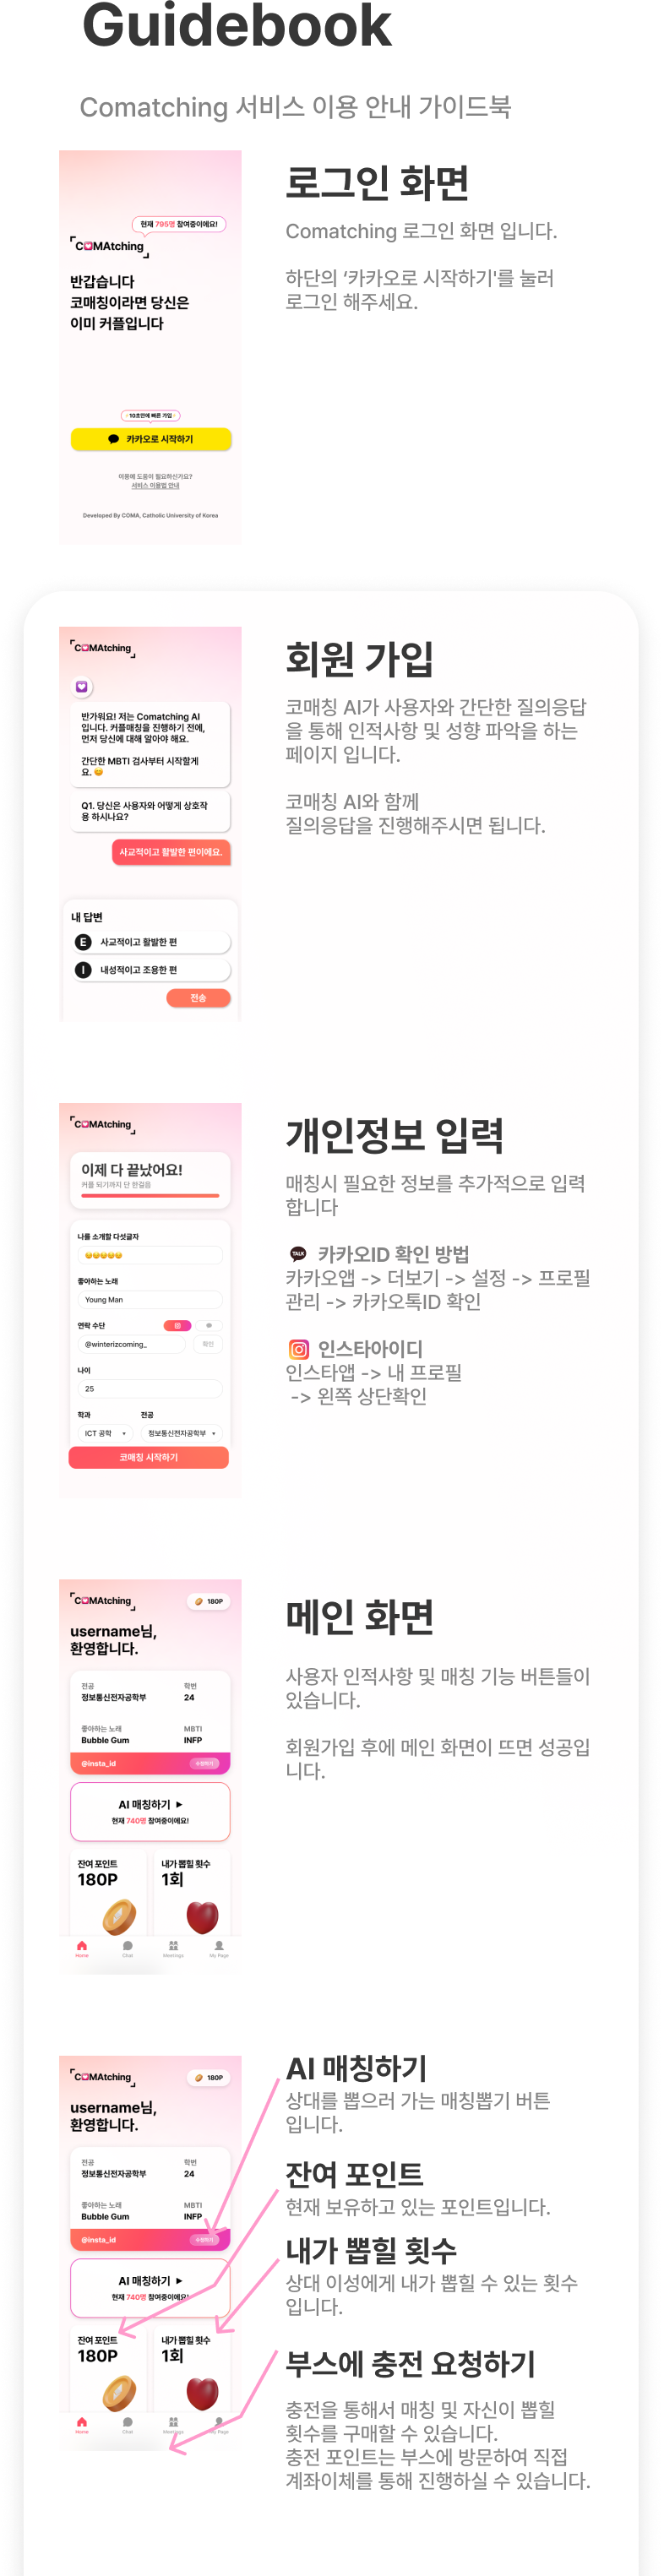 Guidebook
Comatching 서비스 이용 안내 가이드북
현재 795명 참여중이에요!
COMAtching
반갑습니다
코매칭이라면 당신은
이미 커플입니다
10초만에 빠른 가입
카카오로 시작하기
이용에 도움이 필요하신가요?
서비스 이용법 안내
Developed By COMA, Catholic University of Korea
로그인 화면
Comatching 로그인 화면 입니다.
하단의 ‘카카오로 시작하기'를 눌러
로그인 해주세요.
COMAtching
반가워요! 저는 Comatching AI
입니다. 커플매칭을 진행하기 전에,
먼저 당신에 대해 알아야 해요.
간단한 MBTI 검사부터 시작할게
요. 😊
Q1. 당신은 사용자와 어떻게 상호작
용 하시나요?
사교적이고 활발한 편이에요.
내 답변
E 사교적이고 활발한 편
I 내성적이고 조용한 편
전송
회원 가입
코매칭 AI가 사용자와 간단한 질의응답
을 통해 인적사항 및 성향 파악을 하는
페이지 입니다.
코매칭 AI와 함께
질의응답을 진행해주시면 됩니다.
COMAtching
이제 다 끝났어요!
커플 되기까지 단 한걸음
나를 소개할 다섯글자
좋아하는 노래
Young Man
연락 수단
@winterizcoming_ 확인
나이
25
학과 전공
ICT 공학 정보통신전자공학부
코매칭 시작하기
개인정보 입력
매칭시 필요한 정보를 추가적으로 입력
합니다
TALK 카카오ID 확인 방법
카카오앱 -> 더보기 -> 설정 -> 프로필
관리 -> 카카오톡ID 확인
인스타아이디
인스타앱 -> 내 프로필
-> 왼쪽 상단확인
COMAtching 180P
username님,
환영합니다.
전공 학번
정보통신전자공학부 24
좋아하는 노래 MBTI
Bubble Gum INFP
@insta_id 수정하기
AI 매칭하기 ▶
현재 740명 참여중이에요!
잔여 포인트 내가 뽑힐 횟수
180P 1회
Home Chat Meetings My Page
메인 화면
사용자 인적사항 및 매칭 기능 버튼들이
있습니다.
회원가입 후에 메인 화면이 뜨면 성공입
니다.
COMAtching 180P
username님,
환영합니다.
전공 학번
정보통신전자공학부 24
좋아하는 노래 MBTI
Bubble Gum INFP
@insta_id 수정하기
AI 매칭하기 ▶
현재 740명 참여중이에요!
잔여 포인트 내가 뽑힐 횟수
180P 1회
Home Chat Meetings My Page
AI 매칭하기
상대를 뽑으러 가는 매칭뽑기 버튼
입니다.
잔여 포인트
현재 보유하고 있는 포인트입니다.
내가 뽑힐 횟수
상대 이성에게 내가 뽑힐 수 있는 횟수
입니다.
부스에 충전 요청하기
충전을 통해서 매칭 및 자신이 뽑힐
횟수를 구매할 수 있습니다.
충전 포인트는 부스에 방문하여 직접
계좌이체를 통해 진행하실 수 있습니다.